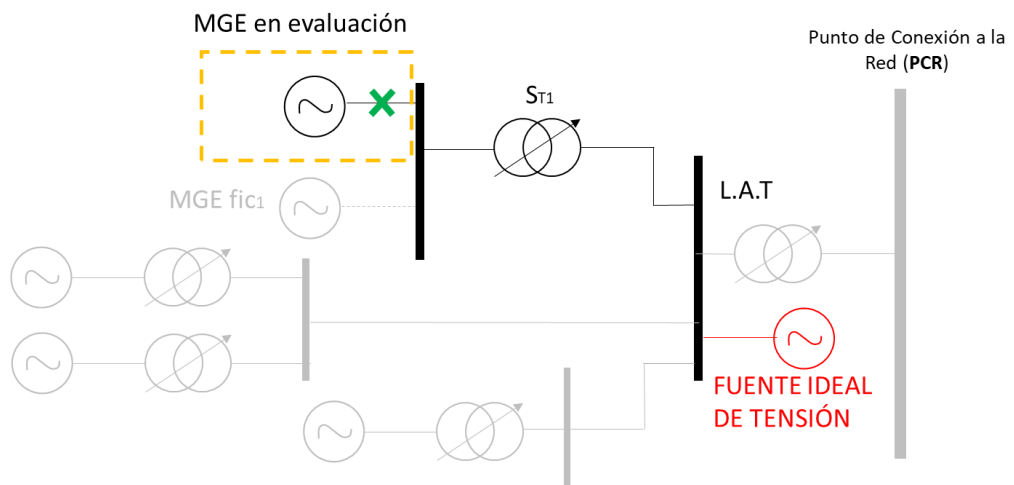 MGE en evaluación
Punto de Conexión a la
Red (PCR)
ST1
L.A.T
MGE fic1
FUENTE IDEAL
DE TENSIÓN